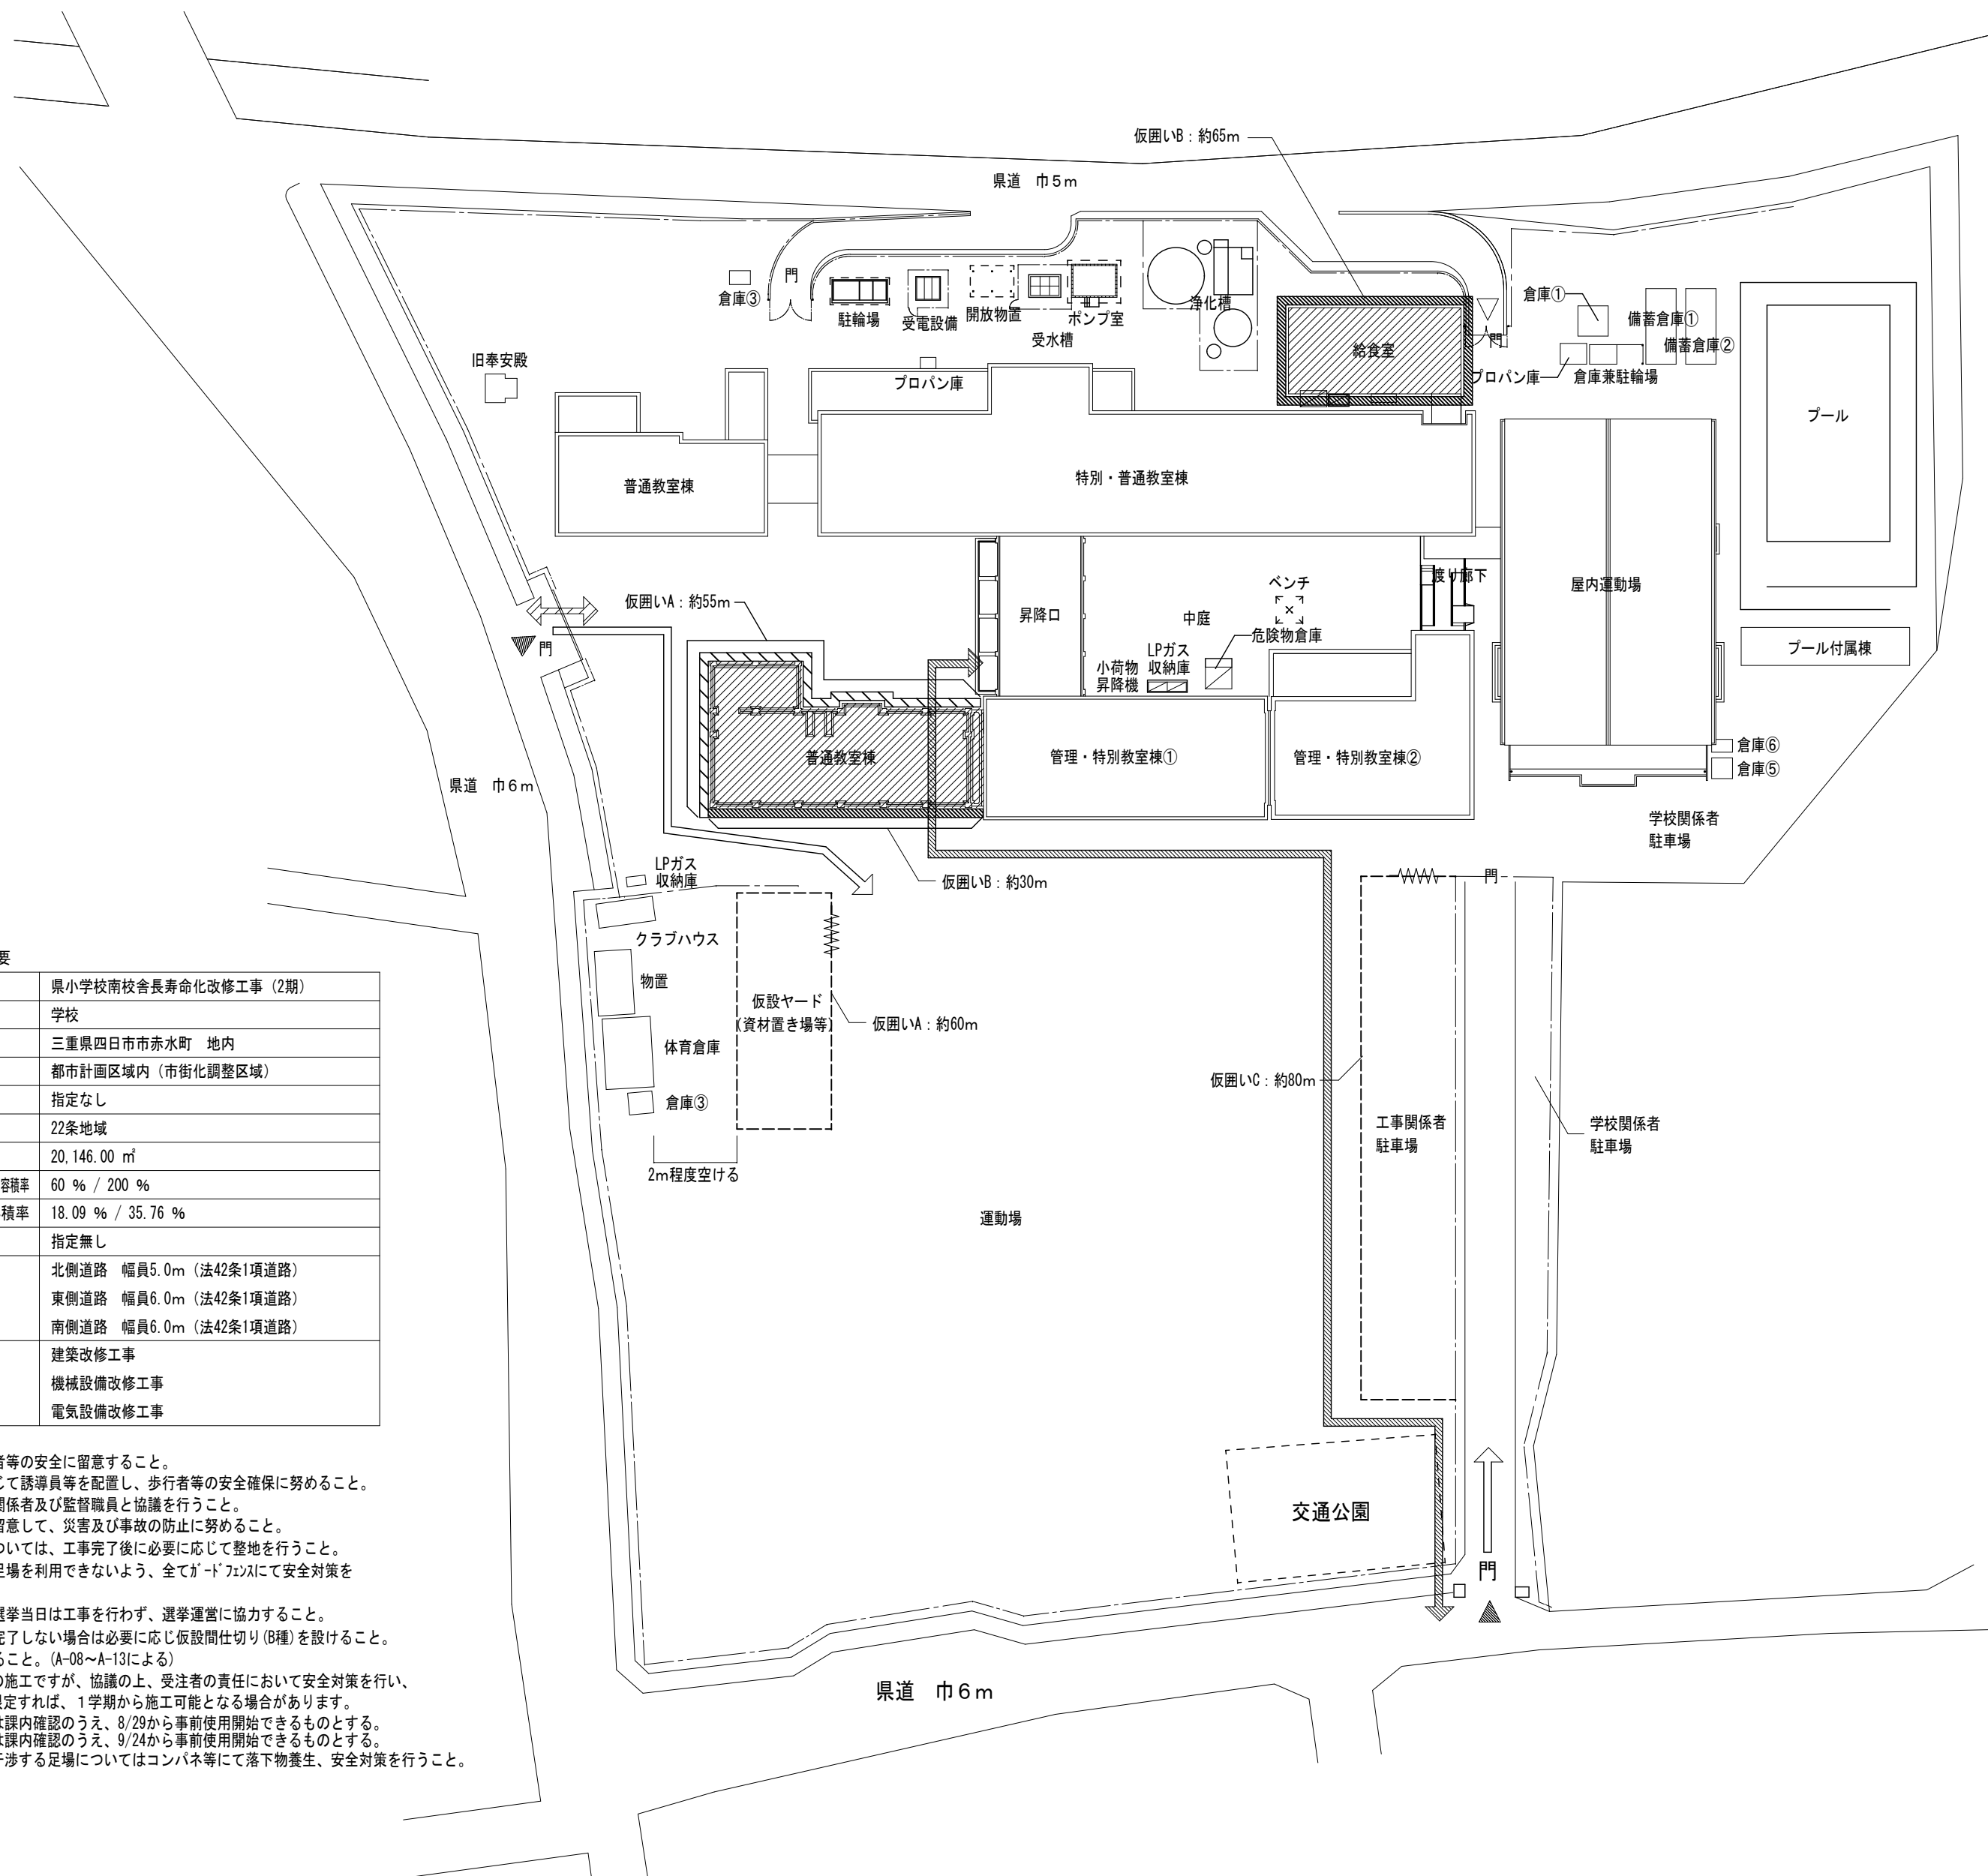 仮囲いB：約65m
県道　巾5m
門
倉庫③
駐輪場
受電設備
開放物置
受水槽
ポンプ室
浄化槽
給食室
門
倉庫①
備蓄倉庫①
備蓄倉庫②
プロパン庫
倉庫兼駐輪場
旧奉安殿
プロパン庫
プール
普通教室棟
特別・普通教室棟
渡り廊下
屋内運動場
仮囲いA：約55m
昇降口
ベンチ
中庭
危険物倉庫
門
小荷物
昇降機
LPガス
収納庫
プール付属棟
普通教室棟
管理・特別教室棟①
管理・特別教室棟②
倉庫⑥
倉庫⑤
県道　巾6m
学校関係者
駐車場
LPガス
収納庫
仮囲いB：約30m
門
クラブハウス
物置
仮設ヤード
(資材置き場等)
仮囲いA：約60m
体育倉庫
倉庫③
仮囲いC：約80m
工事関係者
駐車場
学校関係者
駐車場
2m程度空ける
運動場
交通公園
門
県道　巾6m
要
県小学校南校舎長寿命化改修工事（2期）
学校
三重県四日市市赤水町　地内
都市計画区域内（市街化調整区域）
指定なし
22条地域
20,146.00 ㎡
容積率 60 % / 200 %
積率 18.09 % / 35.76 %
指定無し
北側道路　幅員5.0m（法42条1項道路）
東側道路　幅員6.0m（法42条1項道路）
南側道路　幅員6.0m（法42条1項道路）
建築改修工事
機械設備改修工事
電気設備改修工事
者等の安全に留意すること。
じて誘導員等を配置し、歩行者等の安全確保に努めること。
関係者及び監督職員と協議を行うこと。
留意して、災害及び事故の防止に努めること。
ついては、工事完了後に必要に応じて整地を行うこと。
足場を利用できないよう、全てｶﾞｰﾄﾞﾌｪﾝｽにて安全対策を
選挙当日は工事を行わず、選挙運営に協力すること。
完了しない場合は必要に応じ仮設間仕切り(B種)を設けること。
ること。(A-08～A-13による)
の施工ですが、協議の上、受注者の責任において安全対策を行い、
限定すれば、１学期から施工可能となる場合があります。
は課内確認のうえ、8/29から事前使用開始できるものとする。
は課内確認のうえ、9/24から事前使用開始できるものとする。
干渉する足場についてはコンパネ等にて落下物養生、安全対策を行うこと。